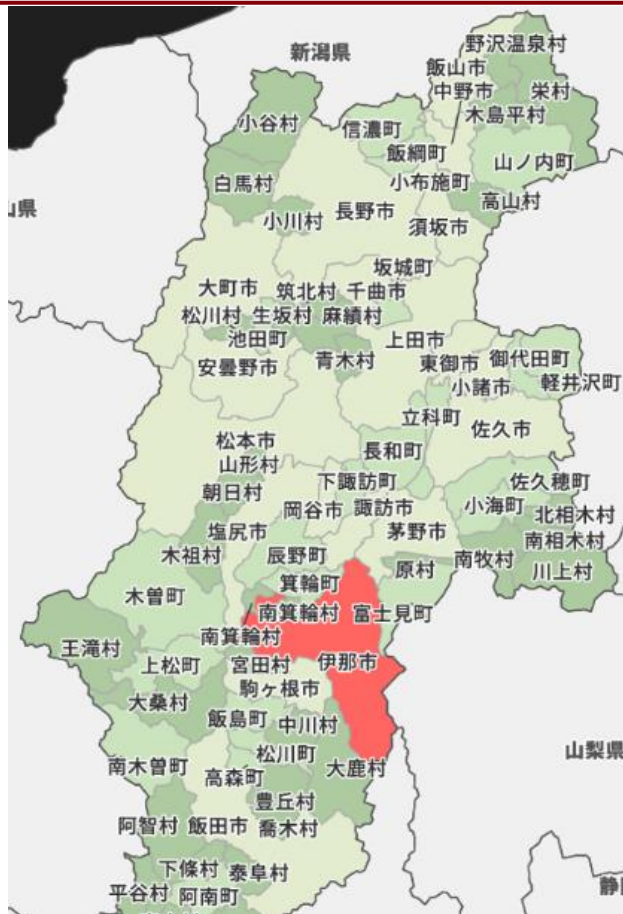 新潟県
野沢温泉村
飯山市
中野市
栄村
木島平村
小谷村
信濃町
飯綱町
山ノ内町
白馬村
小布施町
高山村
山県
小川村
長野市
須坂市
坂城町
大町市
筑北村
千曲市
松川村
生坂村
麻績村
池田町
上田市
安曇野市
青木村
東御市
御代田町
小諸市
軽井沢町
立科町
佐久市
松本市
長和町
山形村
下諏訪町
佐久穂町
朝日村
岡谷市
諏訪市
小海町
北相木村
塩尻市
茅野市
南相木村
木祖村
辰野町
原村
南牧村
川上村
箕輪町
木曽町
南箕輪村
富士見町
王滝村
南箕輪村
上松町
宮田村
伊那市
駒ヶ根市
大桑村
飯島町
中川村
山梨県
南木曽町
松川町
大鹿村
高森町
豊丘村
阿智村
飯田市
喬木村
下條村
泰阜村
平谷村
阿南町